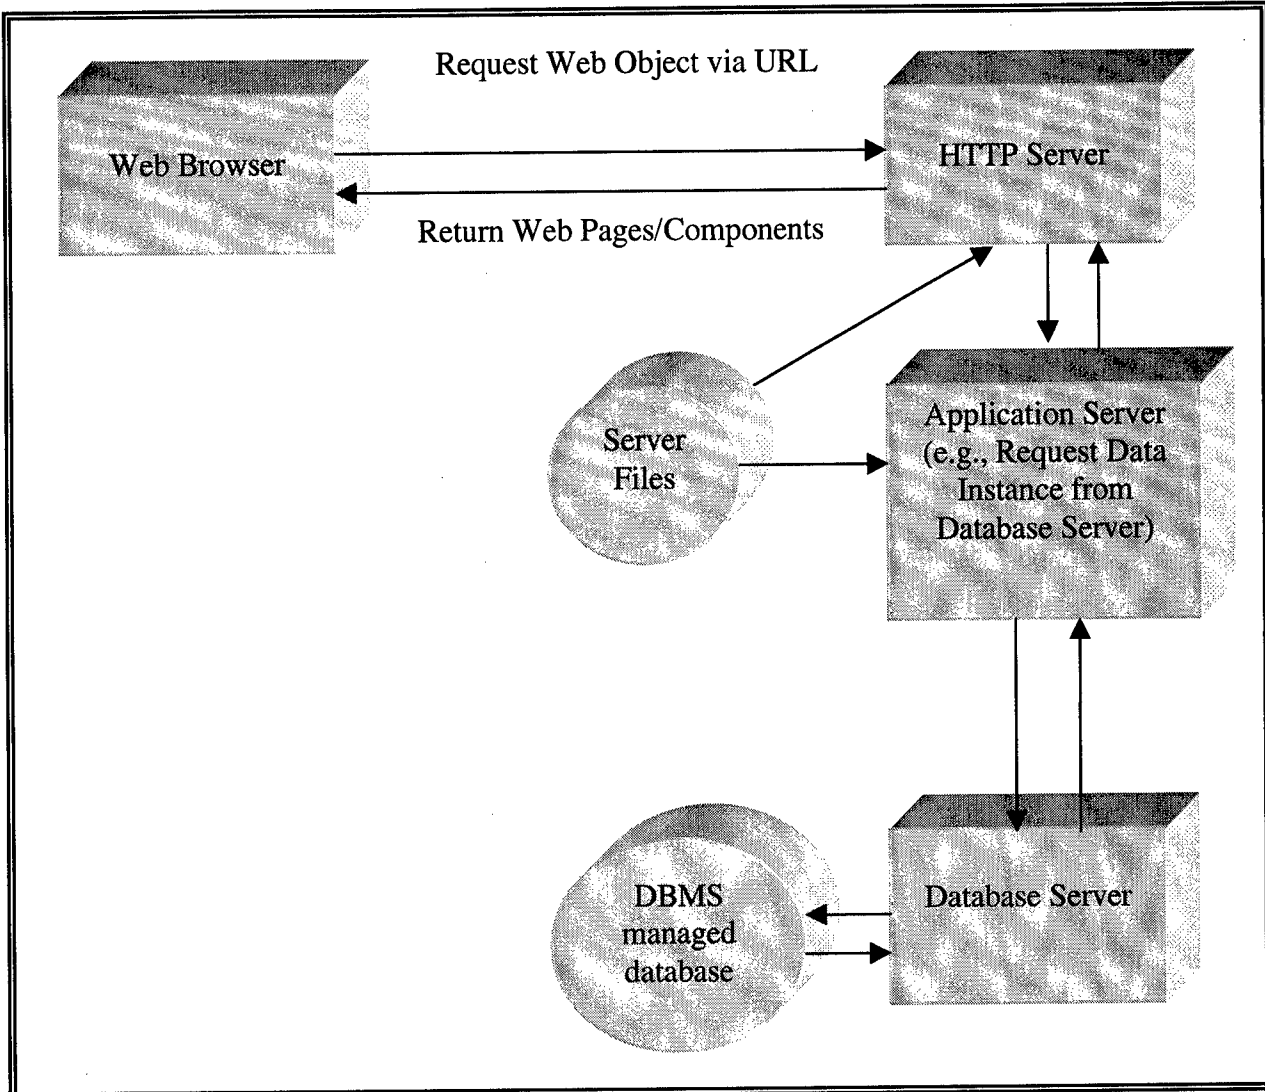 Request Web Object via URL
Web Browser
HTTP Server
Return Web Pages/Components
Server
Files
Application Server
(e.g., Request Data
Instance from
Database Server)
DBMS
managed
database
Database Server